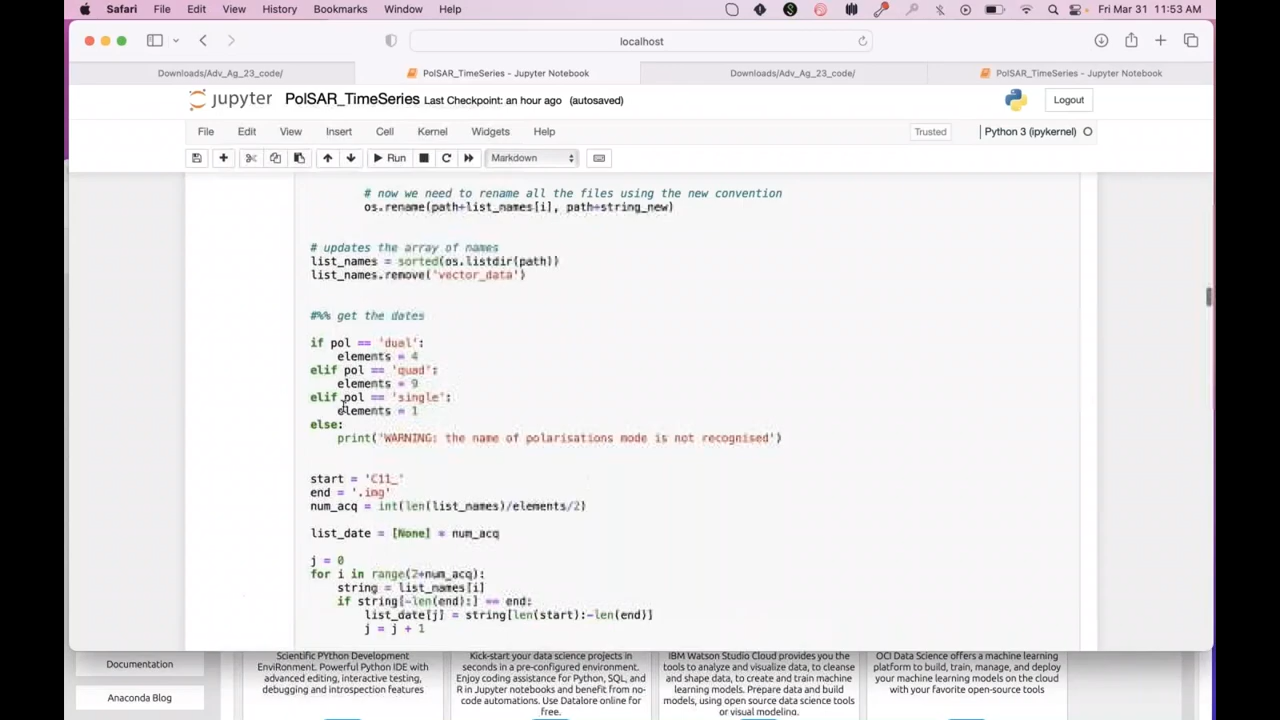 Safari File Edit View History Bookmarks Window Help Fri Mar 31 11:53 AM
localhost
Downloads/Adv_Ag_23_code/ PolSAR_TimeSeries - Jupyter Notebook Downloads/Adv_Ag_23_code/ PolSAR_TimeSeries - Jupyter Notebook
jupyter PolSAR_TimeSeries Last Checkpoint: an hour ago (autosaved) Logout
File Edit View Insert Cell Kernel Widgets Help Trusted Python 3 (ipykernel)
Run Markdown
# now we need to rename all the files using the new convention
os.rename(path+list_names[i], path+string_new)
# updates the array of names
list_names = sorted(os.listdir(path))
list_names.remove('vector_data')
#%% get the dates
if pol == 'dual':
elements = 4
elif pol == 'quad':
elements = 9
elif pol == 'single':
elements = 1
else:
print('WARNING: the name of polarisations mode is not recognised')
start = 'C11_'
end = '.img'
num_acq = int(len(list_names)/elements/2)
list_date = [None] * num_acq
j = 0
for i in range(2*num_acq):
string = list_names[i]
if string[-len(end):] == end:
list_date[j] = string[len(start):-len(end)]
j = j + 1
Documentation
Anaconda Blog
Scientific PYthon Development
EnviRonment. Powerful Python IDE with
advanced editing, interactive testing,
debugging and introspection features
Kick-start your data science projects in
seconds in a pre-configured environment.
Enjoy coding assistance for Python, SQL, and
R in Jupyter notebooks and benefit from no-
code automations. Use Datalore online for
free.
IBM Watson Studio Cloud provides you the
tools to analyze and visualize data, to cleanse
and shape data, to create and train machine
learning models. Prepare data and build
models, using open source data science tools
or visual modeling.
OCI Data Science offers a machine learning
platform to build, train, manage, and deploy
your machine learning models on the cloud
with your favorite open-source tools